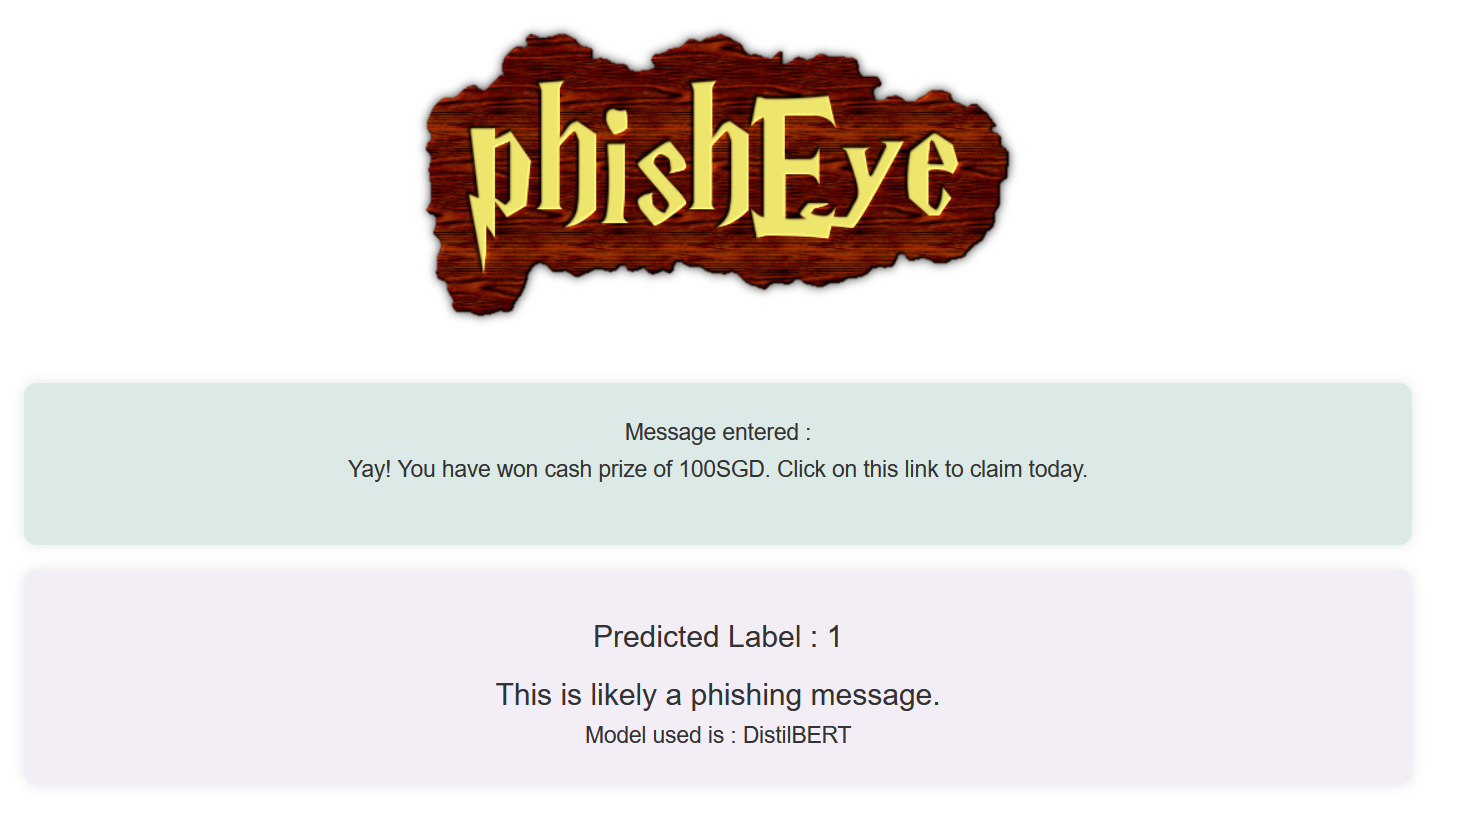 phishEye
Message entered :
Yay! You have won cash prize of 100SGD. Click on this link to claim today.
Predicted Label : 1
This is likely a phishing message.
Model used is : DistilBERT